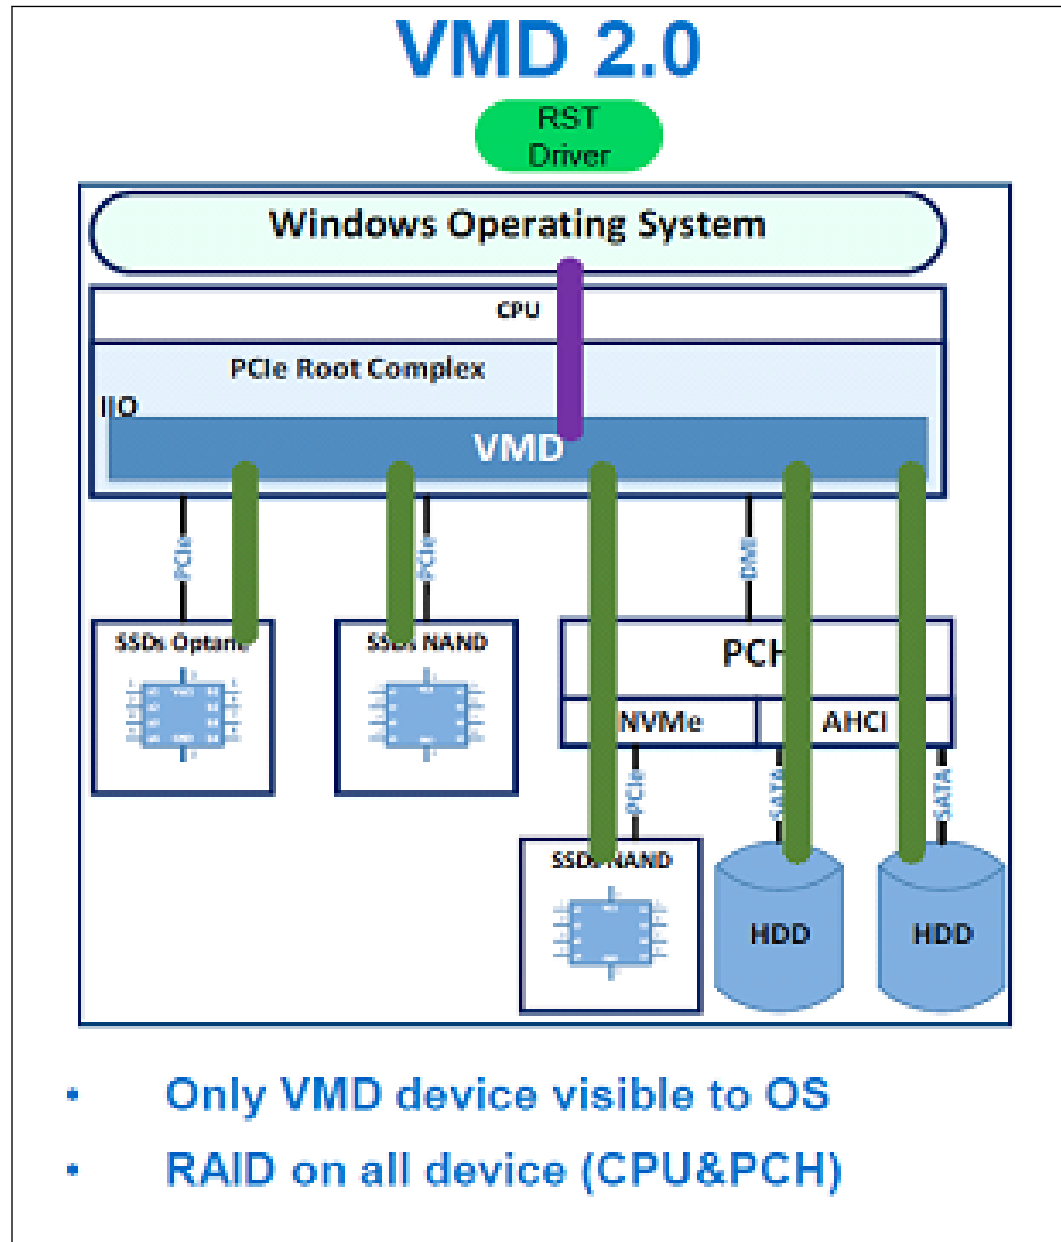 VMD 2.0
RST
Driver
Windows Operating System
CPU
PCIe Root Complex
IIO
VMD
PCIe
PCIe
DMI
SSDs Optane
SSDs NAND
PCH
NVMe
AHCI
PCIe
SATA
SATA
SSDs NAND
HDD
HDD
• Only VMD device visible to OS
• RAID on all device (CPU&PCH)